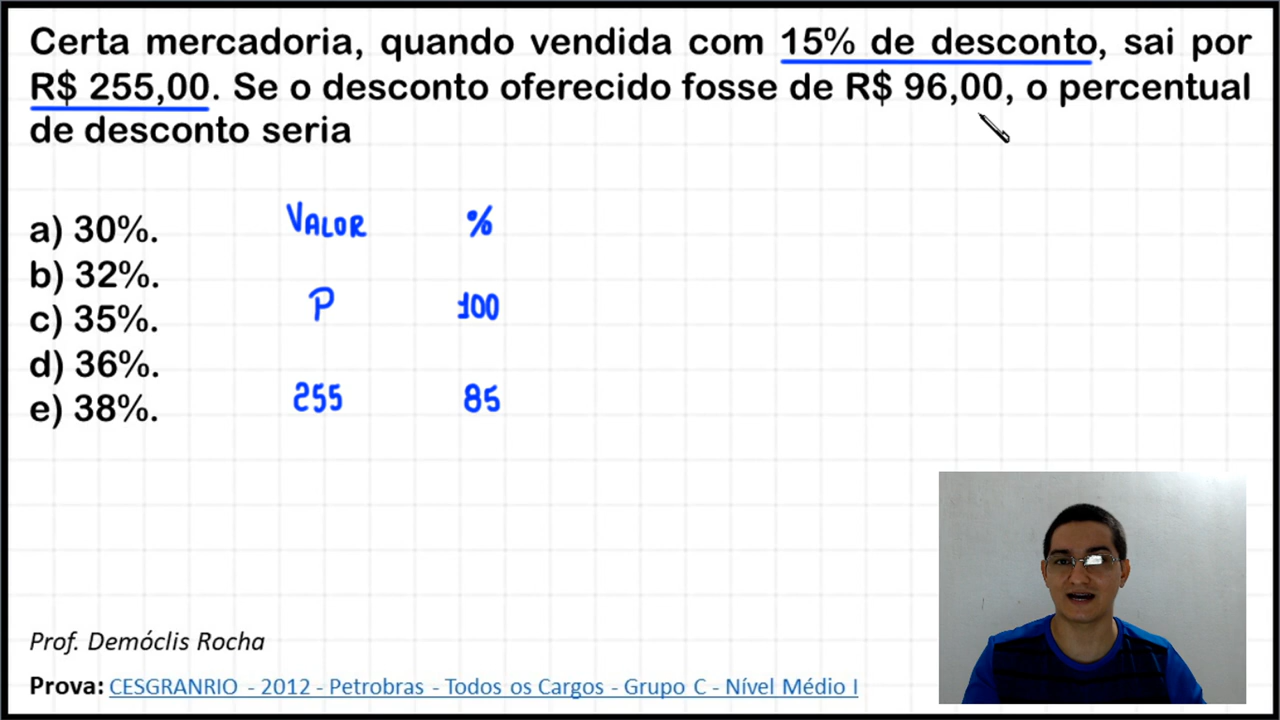 Certa mercadoria, quando vendida com 15% de desconto, sai por
R$ 255,00. Se o desconto oferecido fosse de R$ 96,00, o percentual
de desconto seria
a) 30%.
b) 32%.
c) 35%.
d) 36%.
e) 38%.
VALOR %
P 100
255 85
Prof. Demóclis Rocha
Prova: CESGRANRIO - 2012 - Petrobras - Todos os Cargos - Grupo C - Nível Médio I